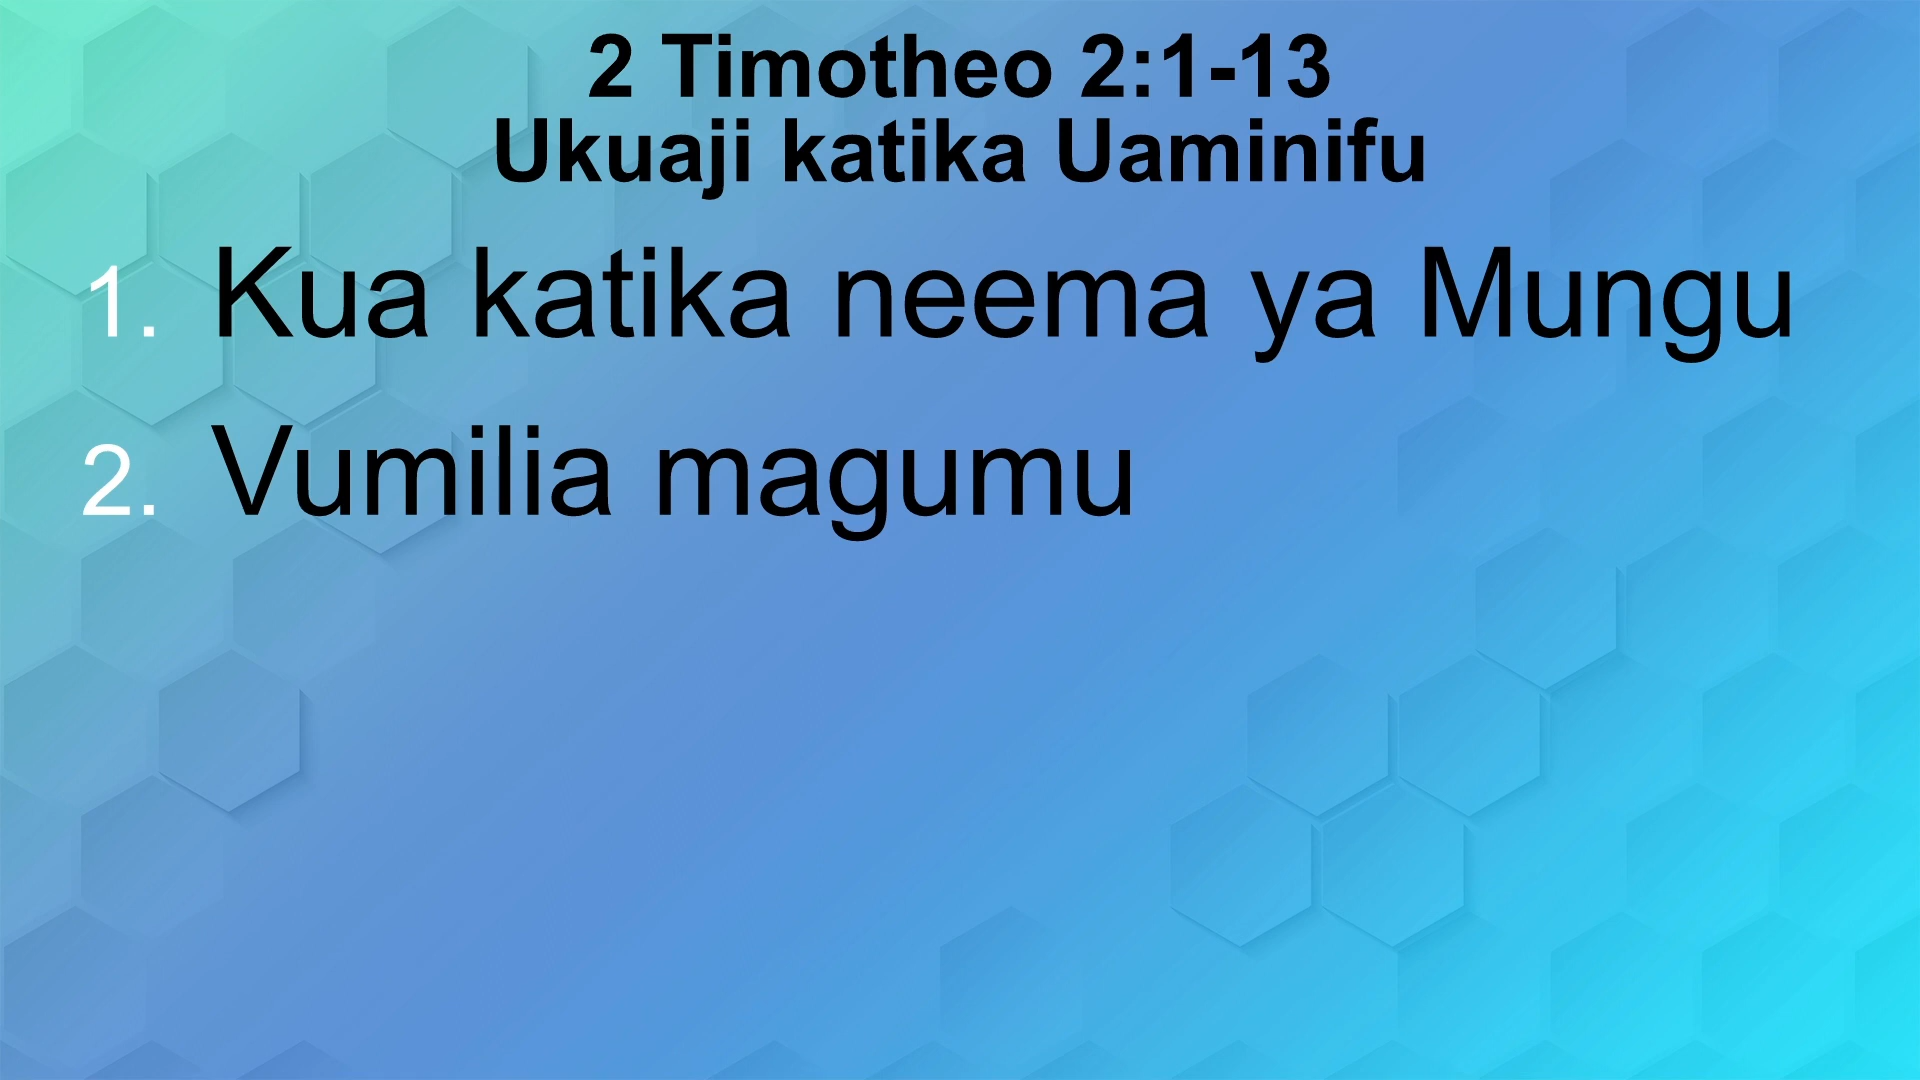 2 Timotheo 2:1-13
Ukuaji katika Uaminifu
1. Kua katika neema ya Mungu
2. Vumilia magumu